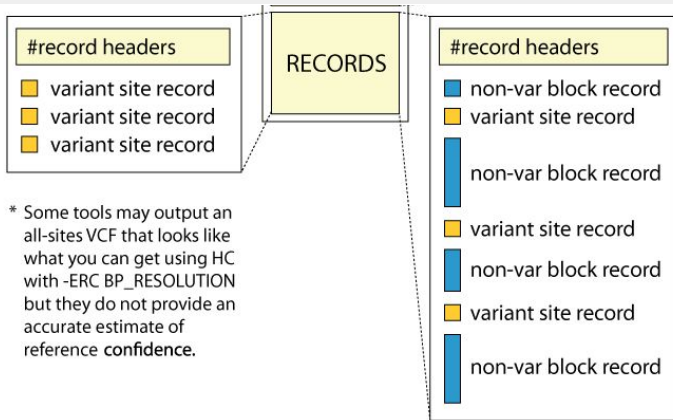 #record headers
variant site record
variant site record
variant site record
* Some tools may output an
all-sites VCF that looks like
what you can get using HC
with -ERC BP_RESOLUTION
but they do not provide an
accurate estimate of
reference confidence.
RECORDS
#record headers
non-var block record
variant site record
non-var block record
variant site record
non-var block record
variant site record
non-var block record